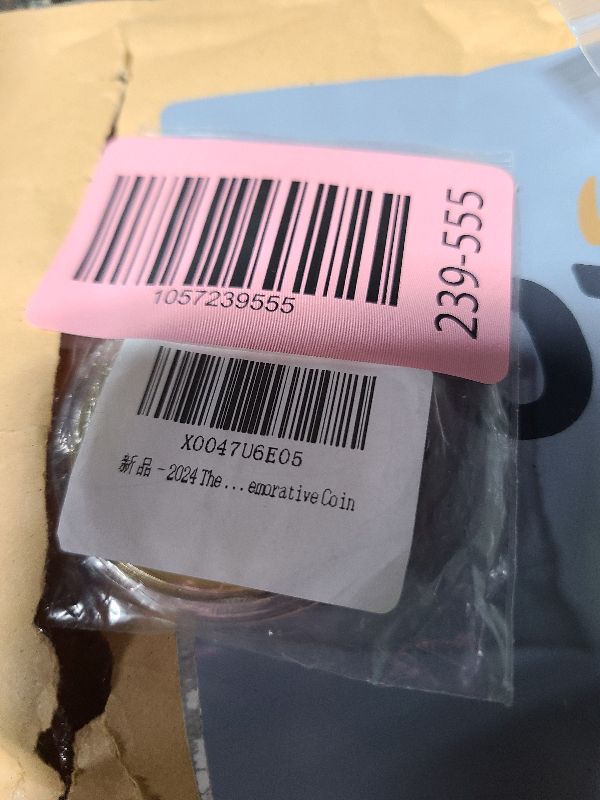 1057239555
239-555
X0047U6E05
新品 - 2024 The...emorative Coin